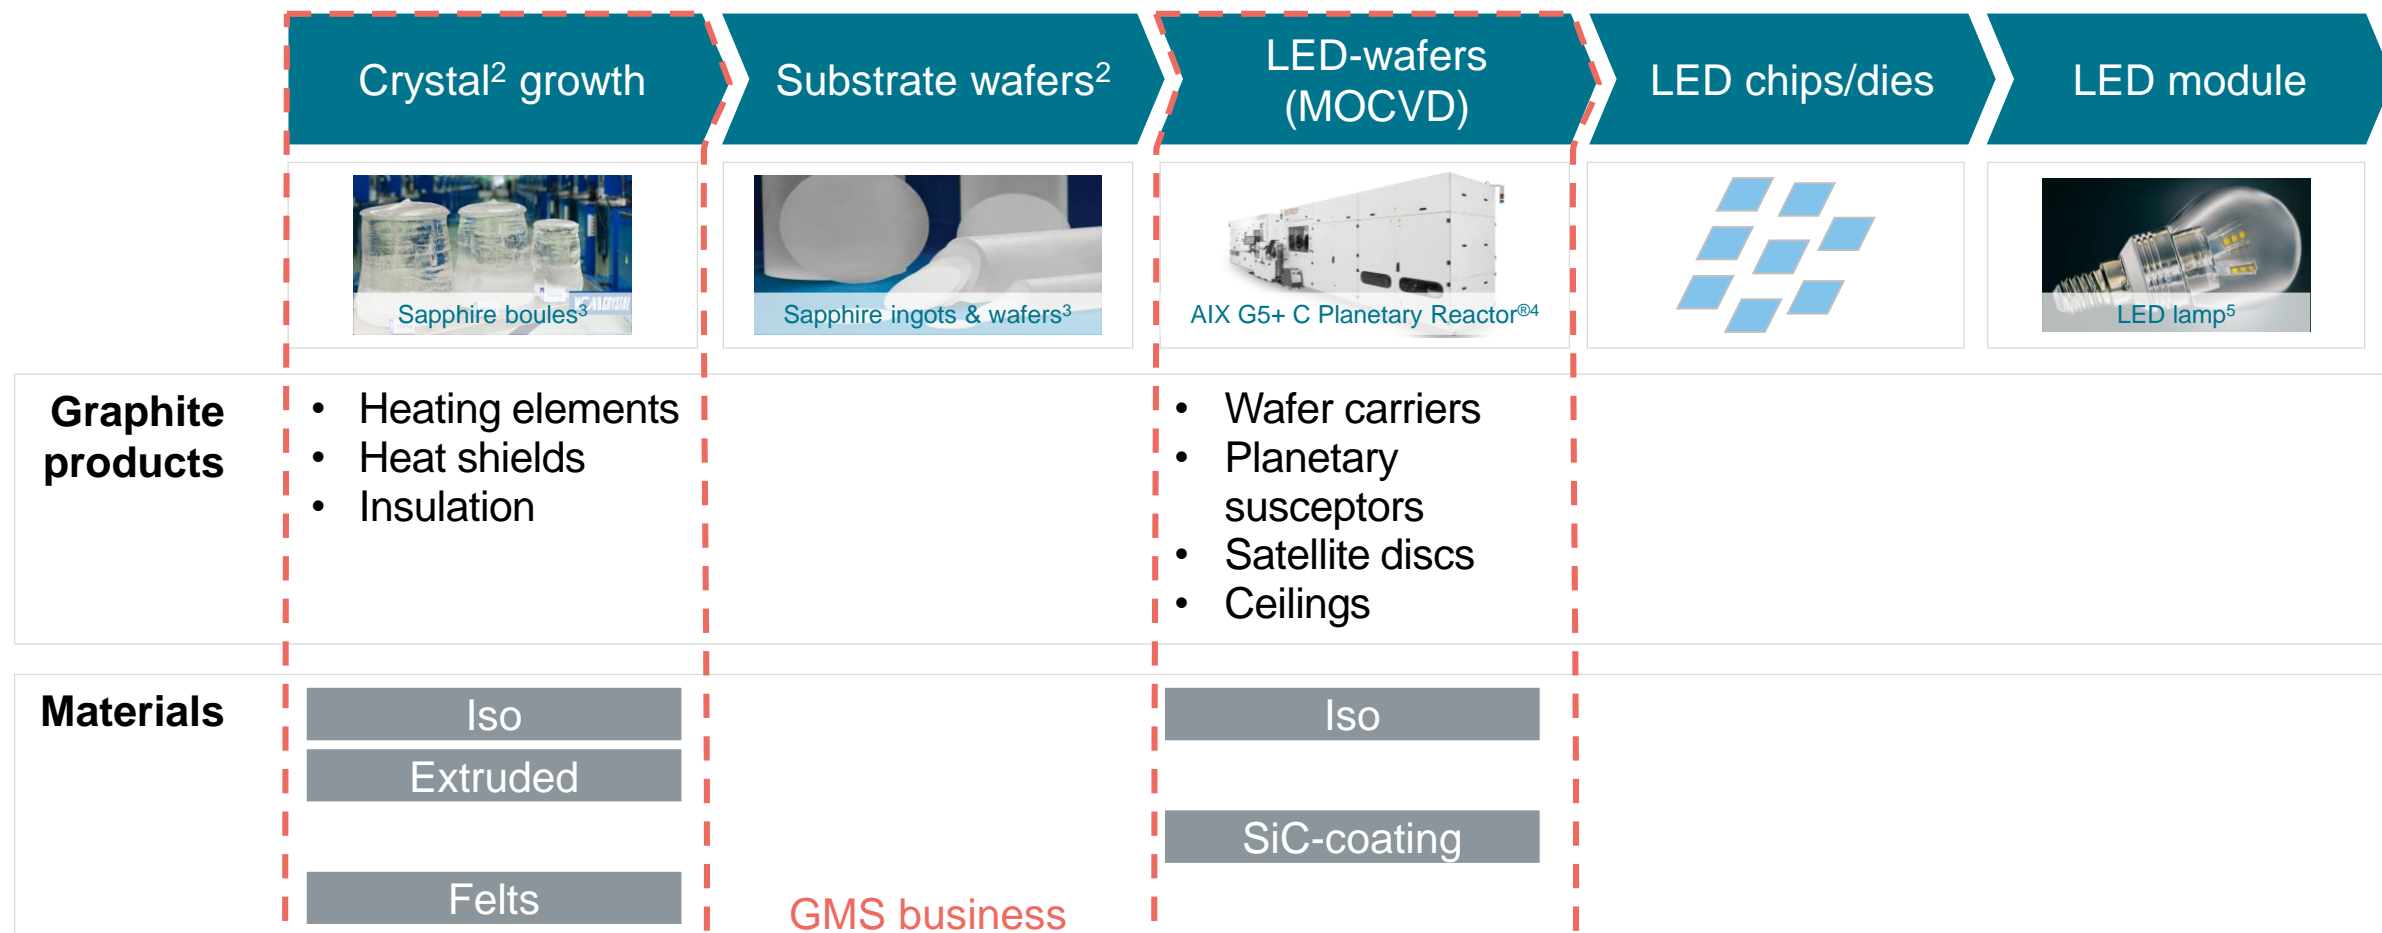 Crystal² growth
Substrate wafers²
LED-wafers
(MOCVD)
LED chips/dies
LED module
MONOCRYSTAL
Sapphire boules³
Sapphire ingots & wafers³
AIX G5+ C Planetary Reactor®⁴
LED lamp⁵
Graphite
products
• Heating elements
• Heat shields
• Insulation
• Wafer carriers
• Planetary
susceptors
• Satellite discs
• Ceilings
Materials
Iso
Extruded
Felts
Iso
SiC-coating
GMS business